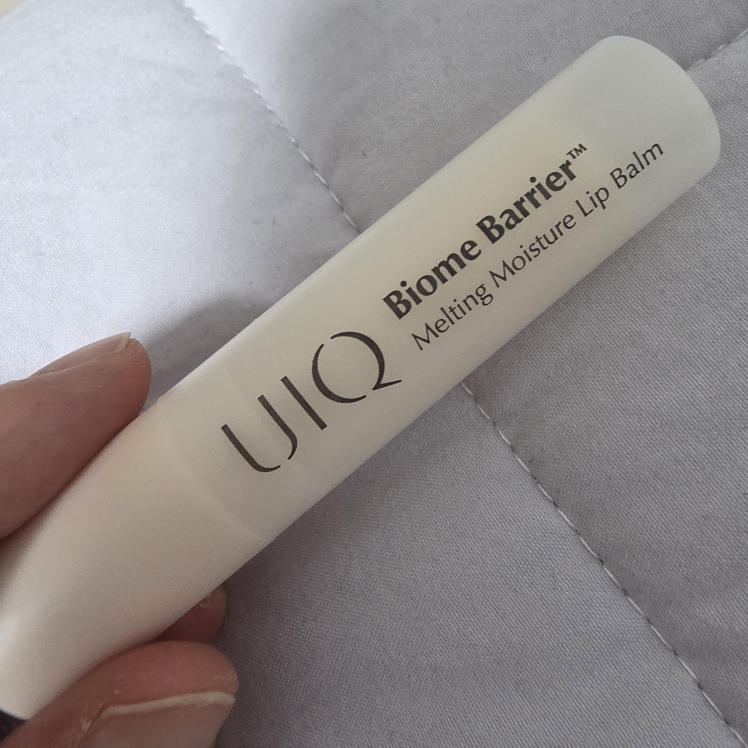 UIQ
Biome Barrier™
Melting Moisture Lip Balm